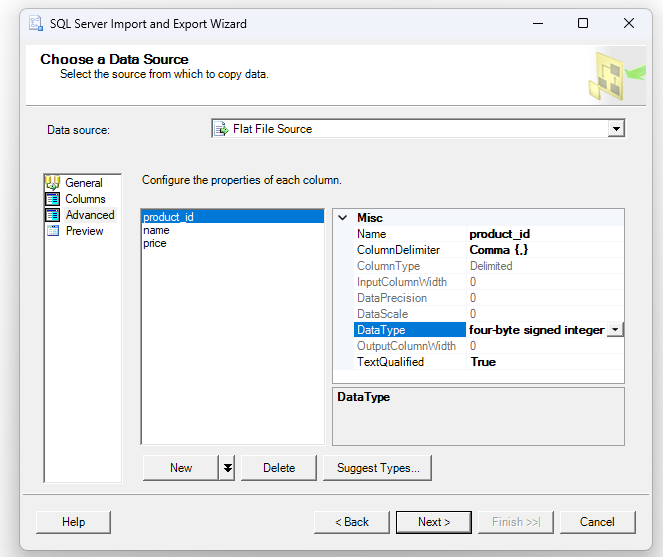 SQL Server Import and Export Wizard
Choose a Data Source
Select the source from which to copy data.
Data source:
Flat File Source
General
Columns
Advanced
Preview
Configure the properties of each column.
product_id
name
price
Misc
Name product_id
ColumnDelimiter Comma {,}
ColumnType Delimited
InputColumnWidth 0
DataPrecision 0
DataScale 0
DataType four-byte signed integer
OutputColumnWidth 0
TextQualified True
DataType
New
Delete
Suggest Types...
Help
< Back
Next >
Finish >>|
Cancel